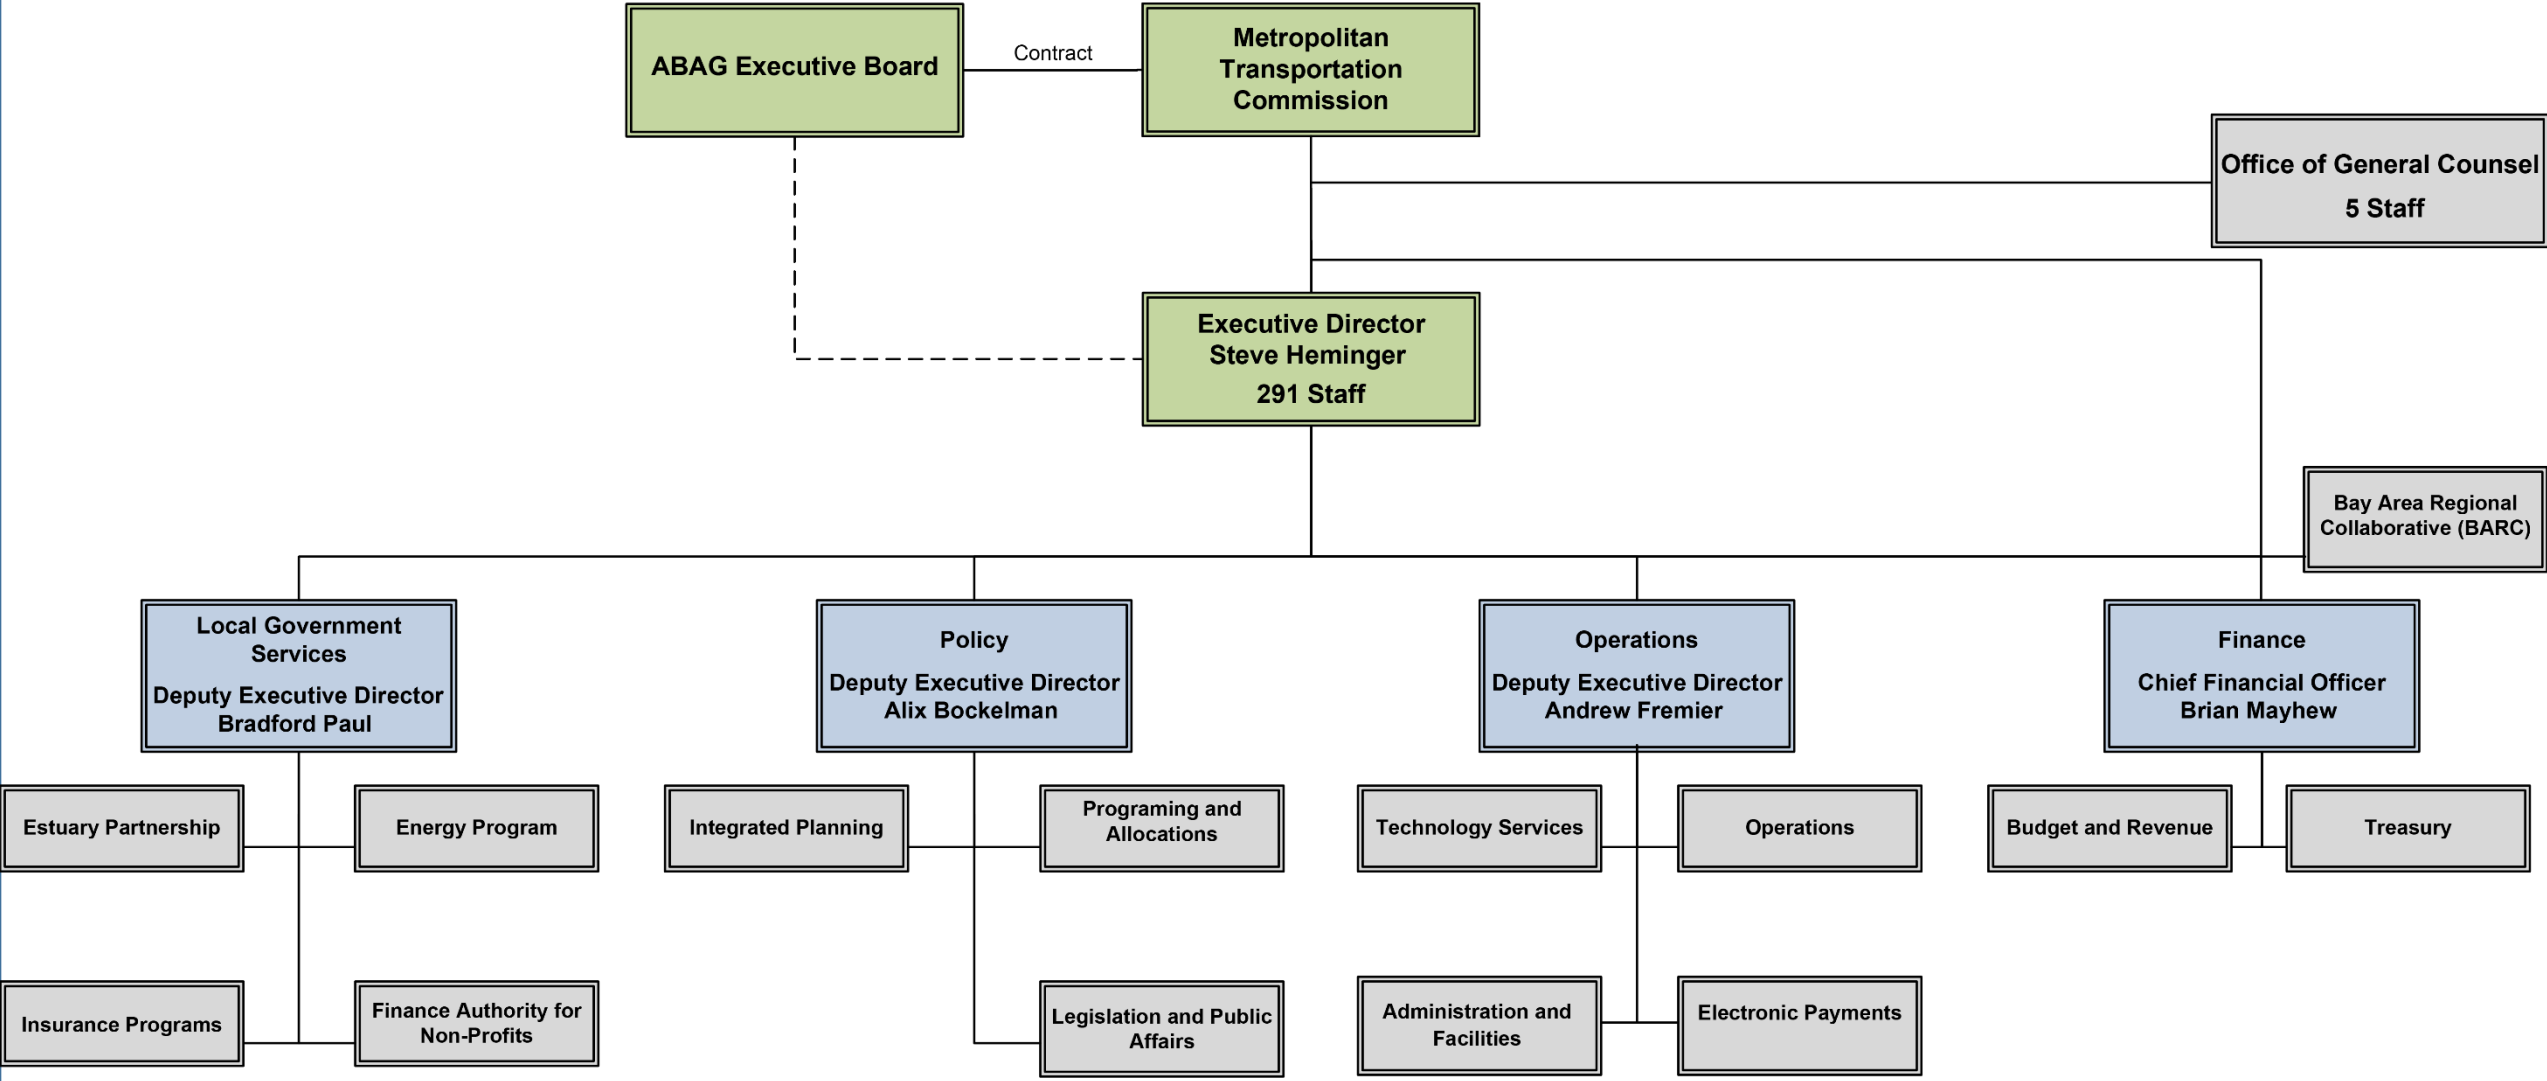 ABAG Executive Board
Contract
Metropolitan
Transportation
Commission
Office of General Counsel
5 Staff
Executive Director
Steve Heminger
291 Staff
Bay Area Regional
Collaborative (BARC)
Local Government
Services
Deputy Executive Director
Bradford Paul
Policy
Deputy Executive Director
Alix Bockelman
Operations
Deputy Executive Director
Andrew Fremier
Finance
Chief Financial Officer
Brian Mayhew
Estuary Partnership
Energy Program
Integrated Planning
Programing and
Allocations
Technology Services
Operations
Budget and Revenue
Treasury
Insurance Programs
Finance Authority for
Non-Profits
Legislation and Public
Affairs
Administration and
Facilities
Electronic Payments